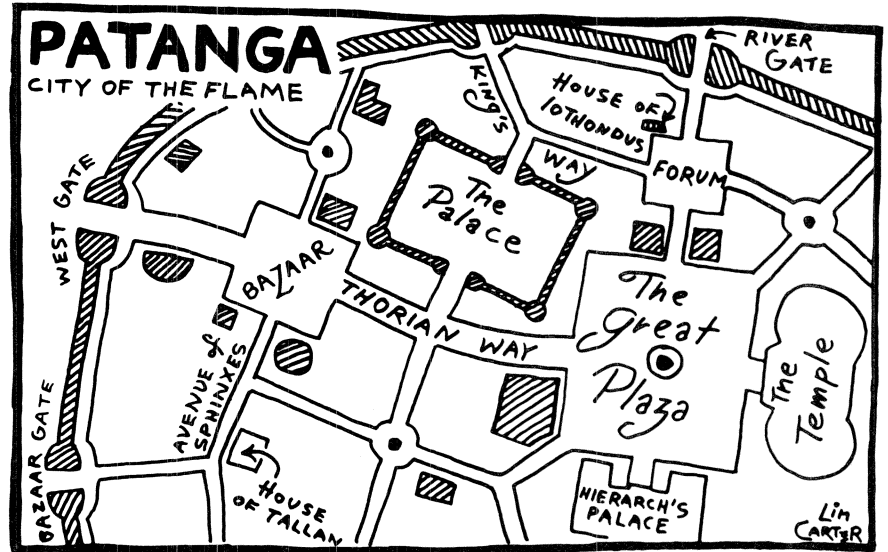 PATANGA
CITY OF THE FLAME
RIVER
GATE
KING'S
WAY
HOUSE OF
IOTHONDUS
FORUM
The
Palace
WEST GATE
BAZAAR
THORIAN WAY
The
Great
Plaza
The
Temple
AVENUE of
SPHINXES
BAZAAR GATE
HOUSE
OF TALLAN
HIERARCH'S
PALACE
Lin
CARTER